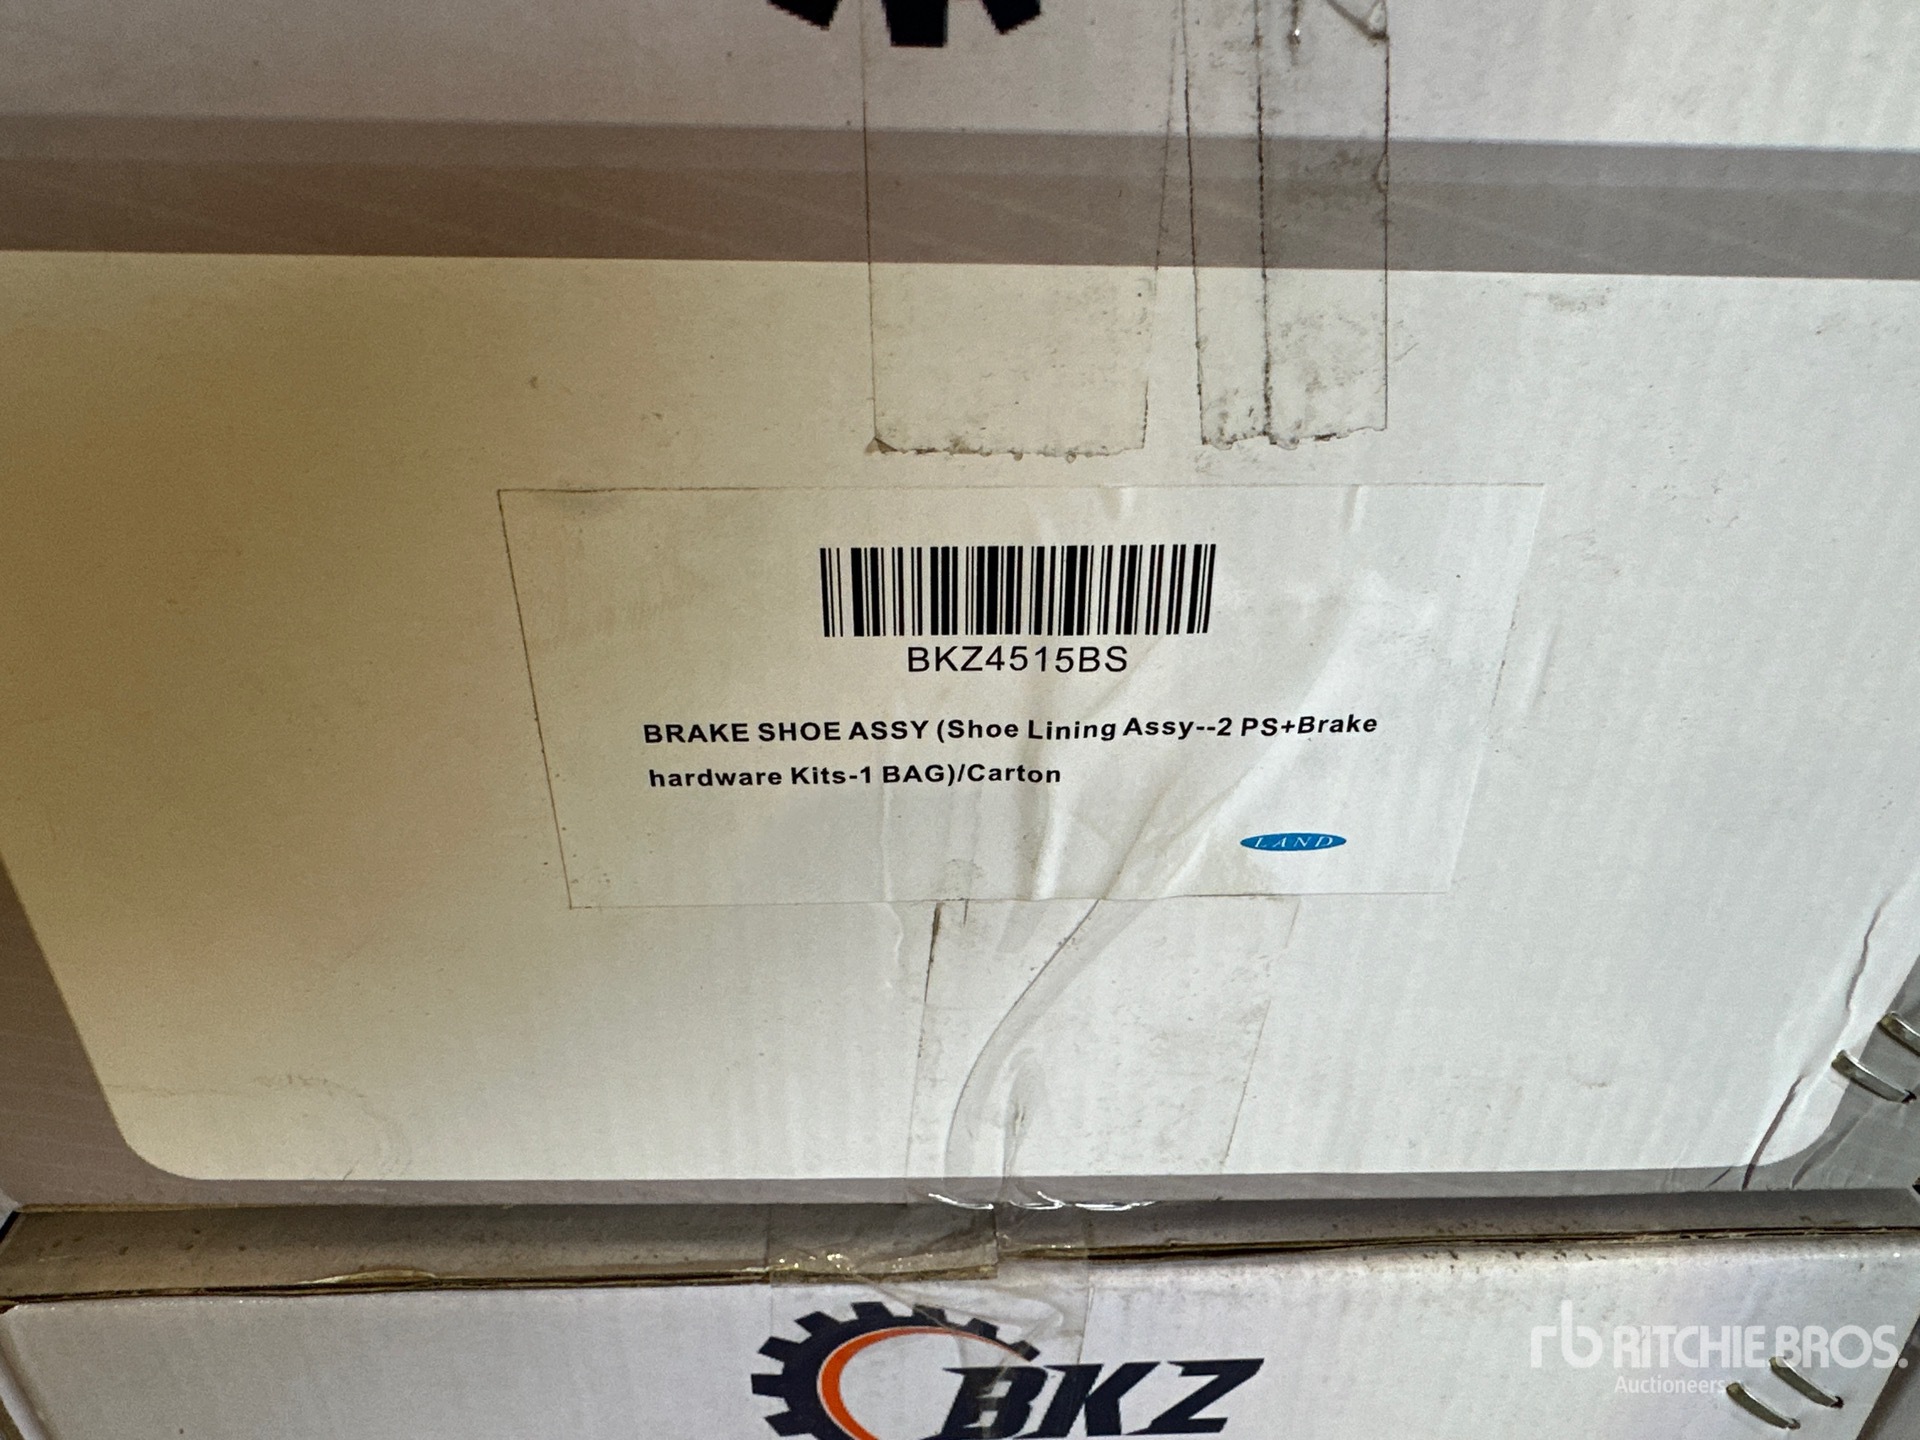 BKZ4515BS
BRAKE SHOE ASSY (Shoe Lining Assy--2 PS+Brake
hardware Kits-1 BAG)/Carton
LAND
BKZ
rb RITCHIE BROS.
Auctioneers